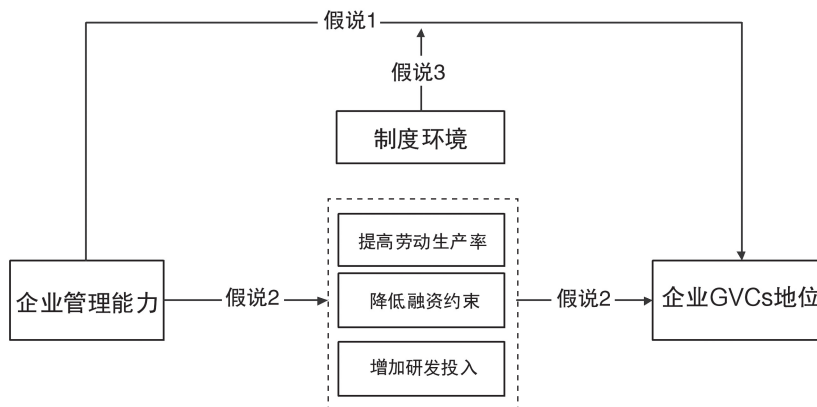 假说1
假说3
制度环境
提高劳动生产率
企业管理能力
假说2
降低融资约束
假说2
企业GVCs地位
增加研发投入